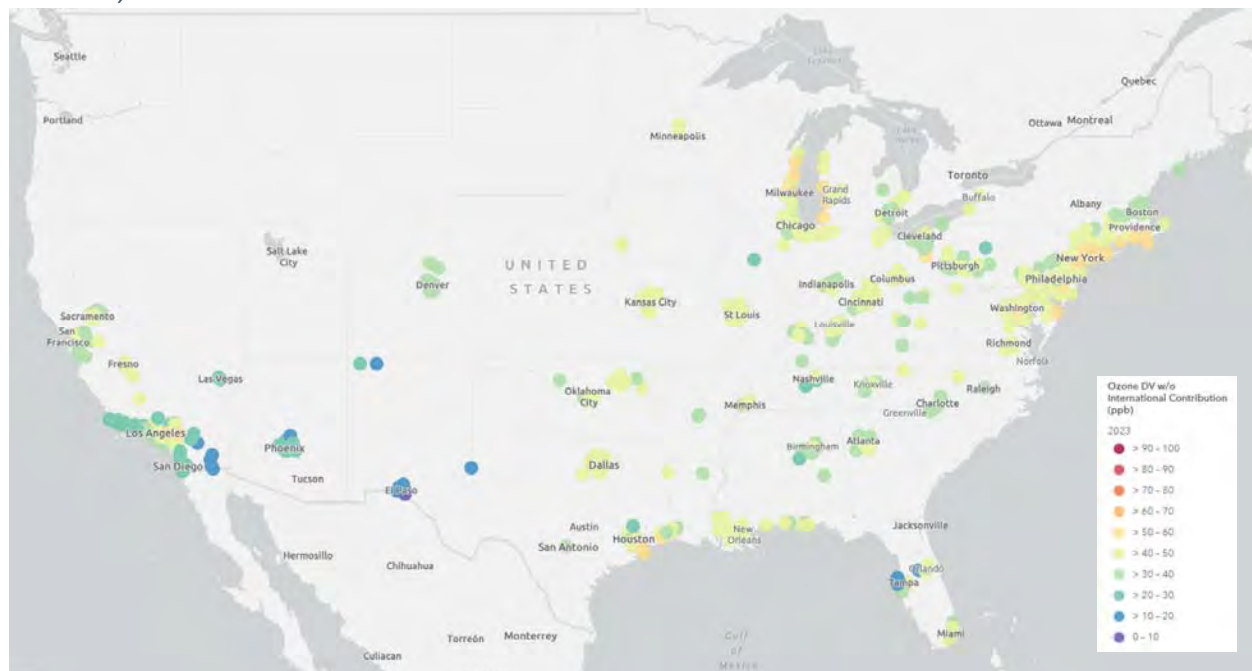 Seattle
Portland
Minneapolis
Quebec
Ottawa
Montreal
Toronto
Milwaukee
Grand
Rapids
Buffalo
Albany
Boston
Detroit
Providence
Chicago
Cleveland
Salt Lake
City
UNITED
STATES
Denver
New York
Pittsburgh
Indianapolis
Columbus
Philadelphia
Kansas City
Cincinnati
Washington
Sacramento
San
Francisco
St Louis
Louisville
Richmond
Fresno
Norfolk
Las Vegas
Oklahoma
City
Nashville
Knoxville
Raleigh
Memphis
Charlotte
Greenville
Los Angeles
Phoenix
Birmingham
Atlanta
San Diego
Dallas
Tucson
El Paso
Austin
Jacksonville
Houston
New
Orleans
San Antonio
Hermosillo
Chihuahua
Orlando
Tampa
Miami
Torreón
Monterrey
Gulf
of
Mexico
Culiacan
Ozone DV w/o
International Contribution
(ppb)
2023
> 90 - 100
> 80 - 90
> 70 - 80
> 60 - 70
> 50 - 60
> 40 - 50
> 30 - 40
> 20 - 30
> 10 - 20
0 - 10